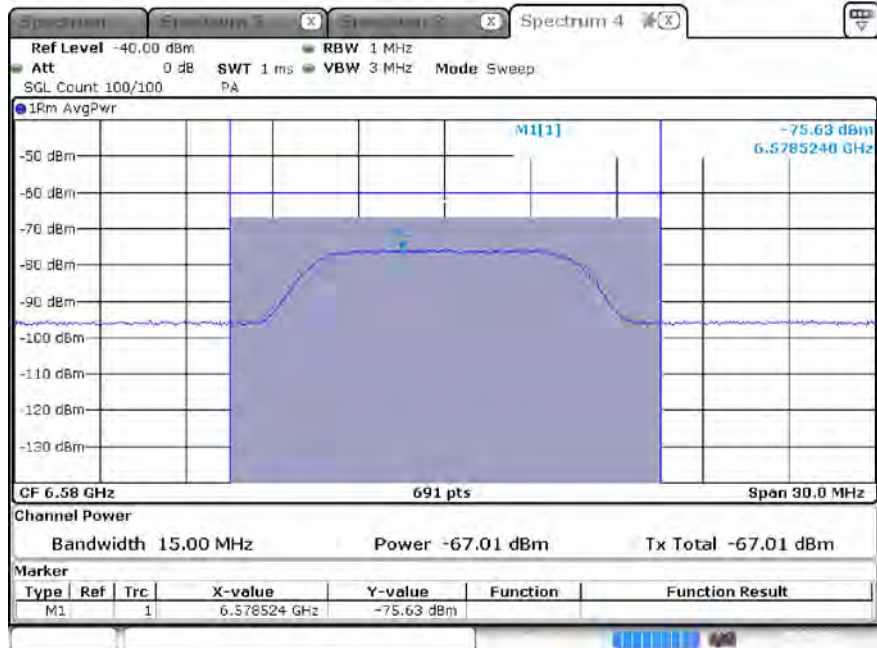 Spectrum 4
Ref Level -40.00 dBm RBW 1 MHz
Att 0 dB SWT 1 ms VBW 3 MHz Mode Sweep
SGL Count 100/100 PA
1Rm AvgPwr
M1[1] -75.63 dBm
6.5785240 GHz
-50 dBm
-60 dBm
-70 dBm
-80 dBm
-90 dBm
-100 dBm
-110 dBm
-120 dBm
-130 dBm
CF 6.58 GHz 691 pts Span 30.0 MHz
Channel Power
Bandwidth 15.00 MHz Power -67.01 dBm Tx Total -67.01 dBm
Marker
Type Ref Trc X-value Y-value Function Function Result
M1 1 6.578524 GHz -75.63 dBm